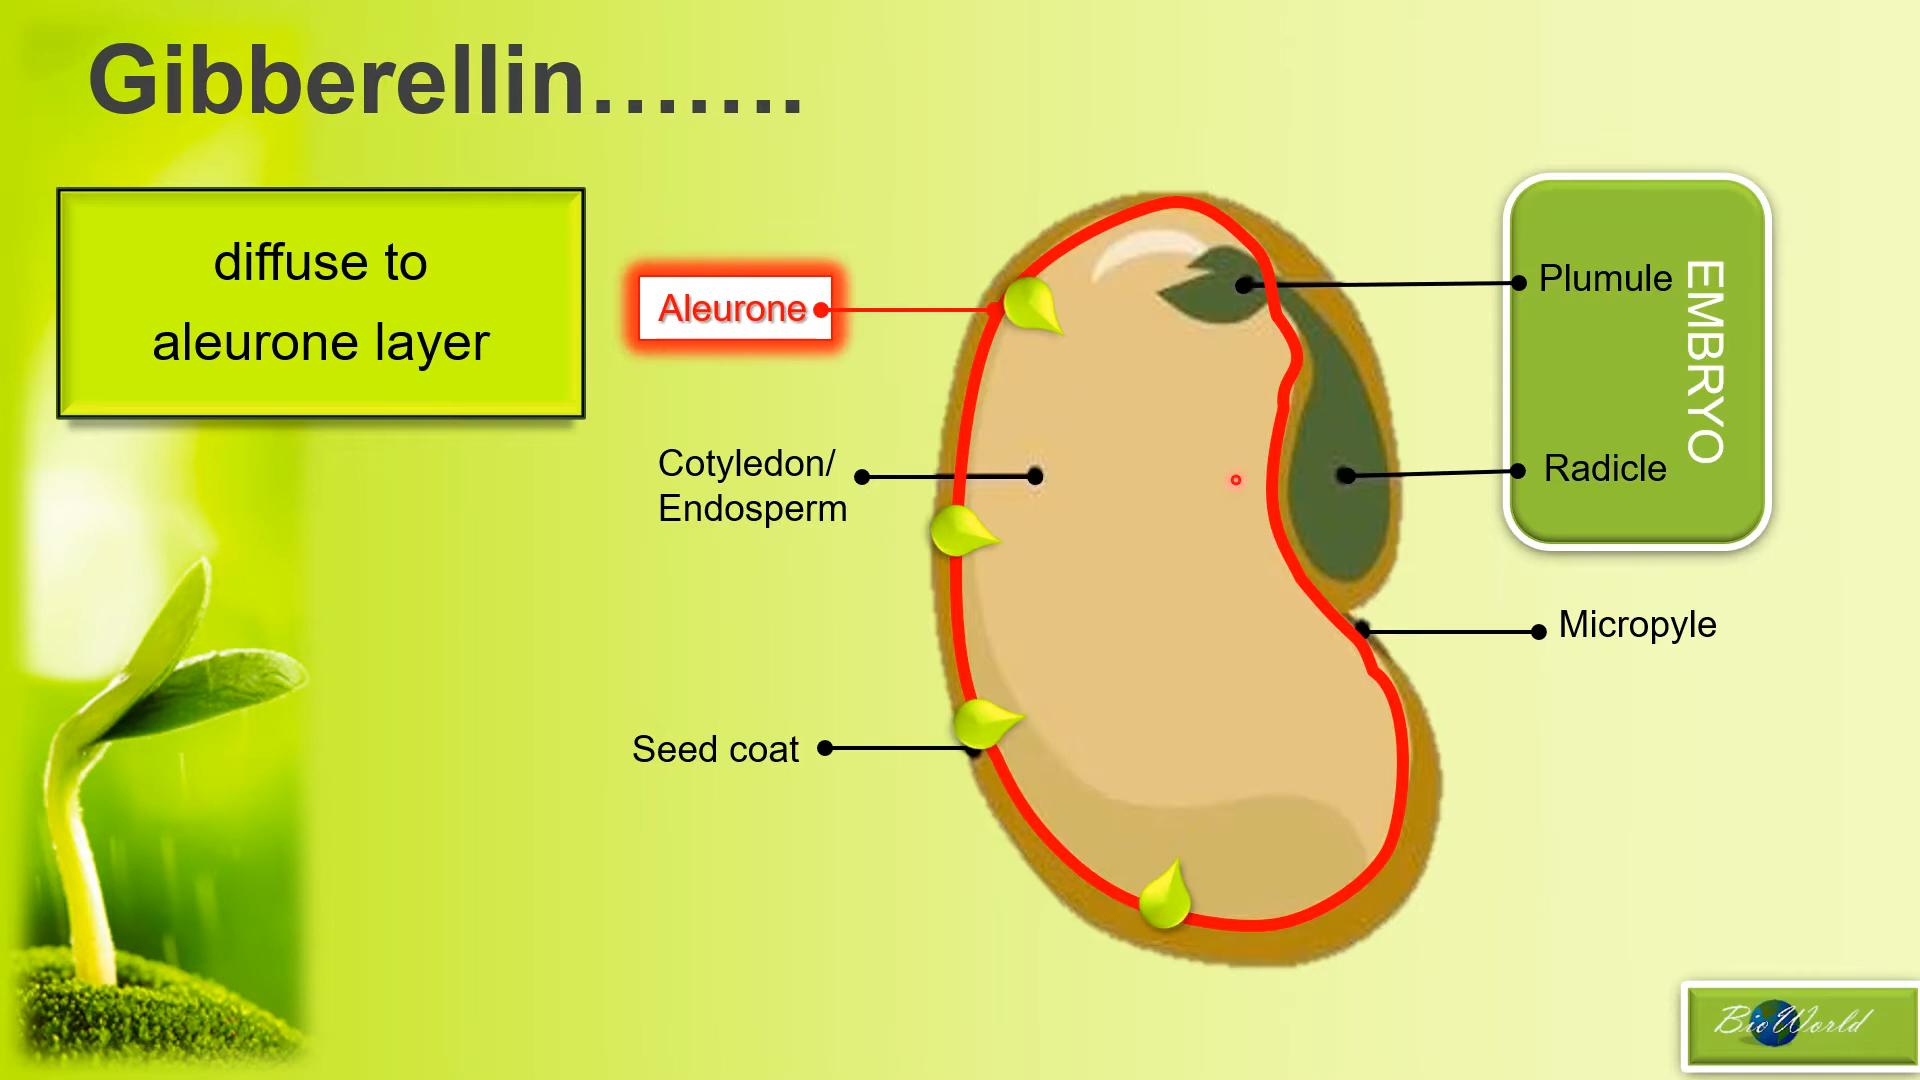 Gibberellin.......
diffuse to
aleurone layer
Aleurone
Cotyledon/
Endosperm
Seed coat
Plumule
Radicle
EMBRYO
Micropyle
BioWorld